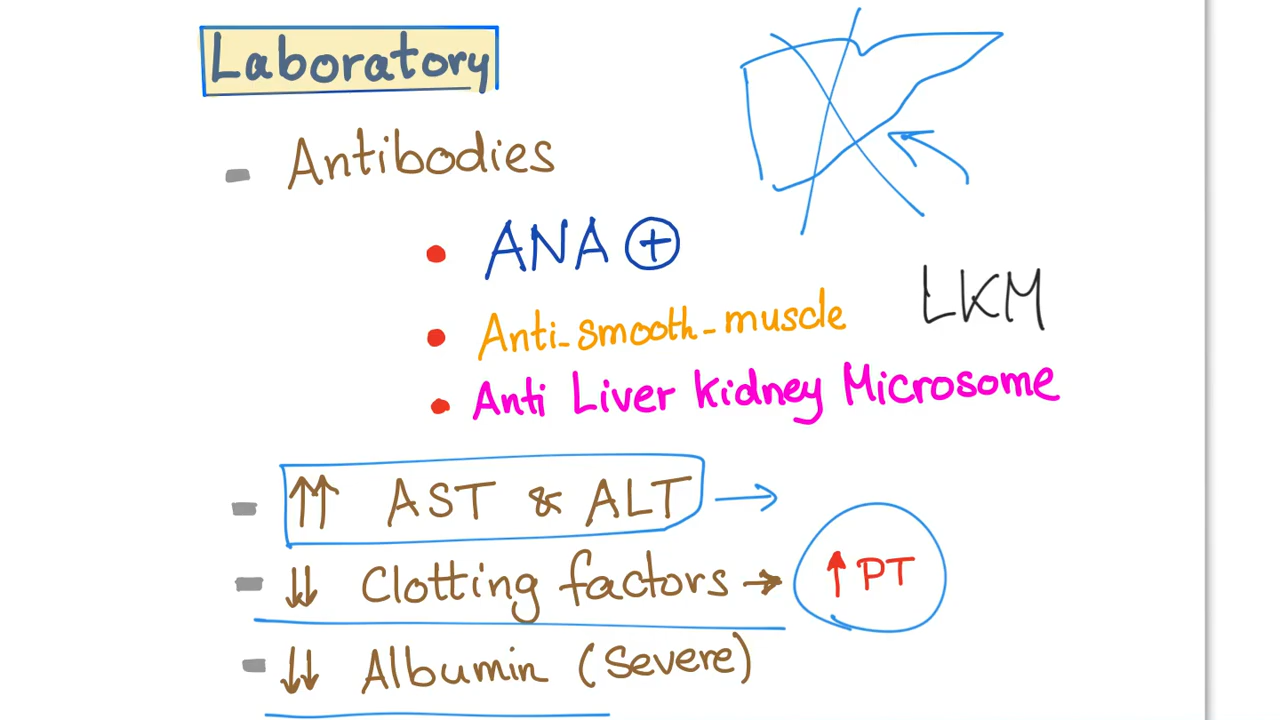 Laboratory
- Antibodies
• ANA ⊕
LKM
• Anti-smooth-muscle
• Anti Liver Kidney Microsome
- ↑↑ AST & ALT →
- ↓↓ Clotting factors → ↑ PT
- ↓↓ Albumin (Severe)